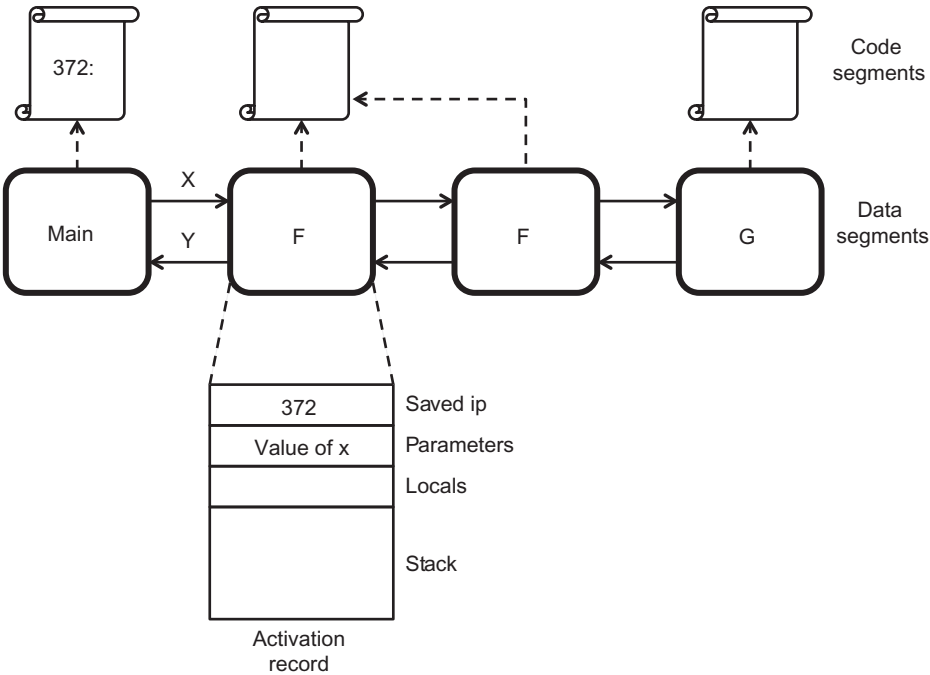 372:
Code
segments
X
Main
Y
F
F
G
Data
segments
372
Saved ip
Value of x
Parameters
Locals
Stack
Activation
record